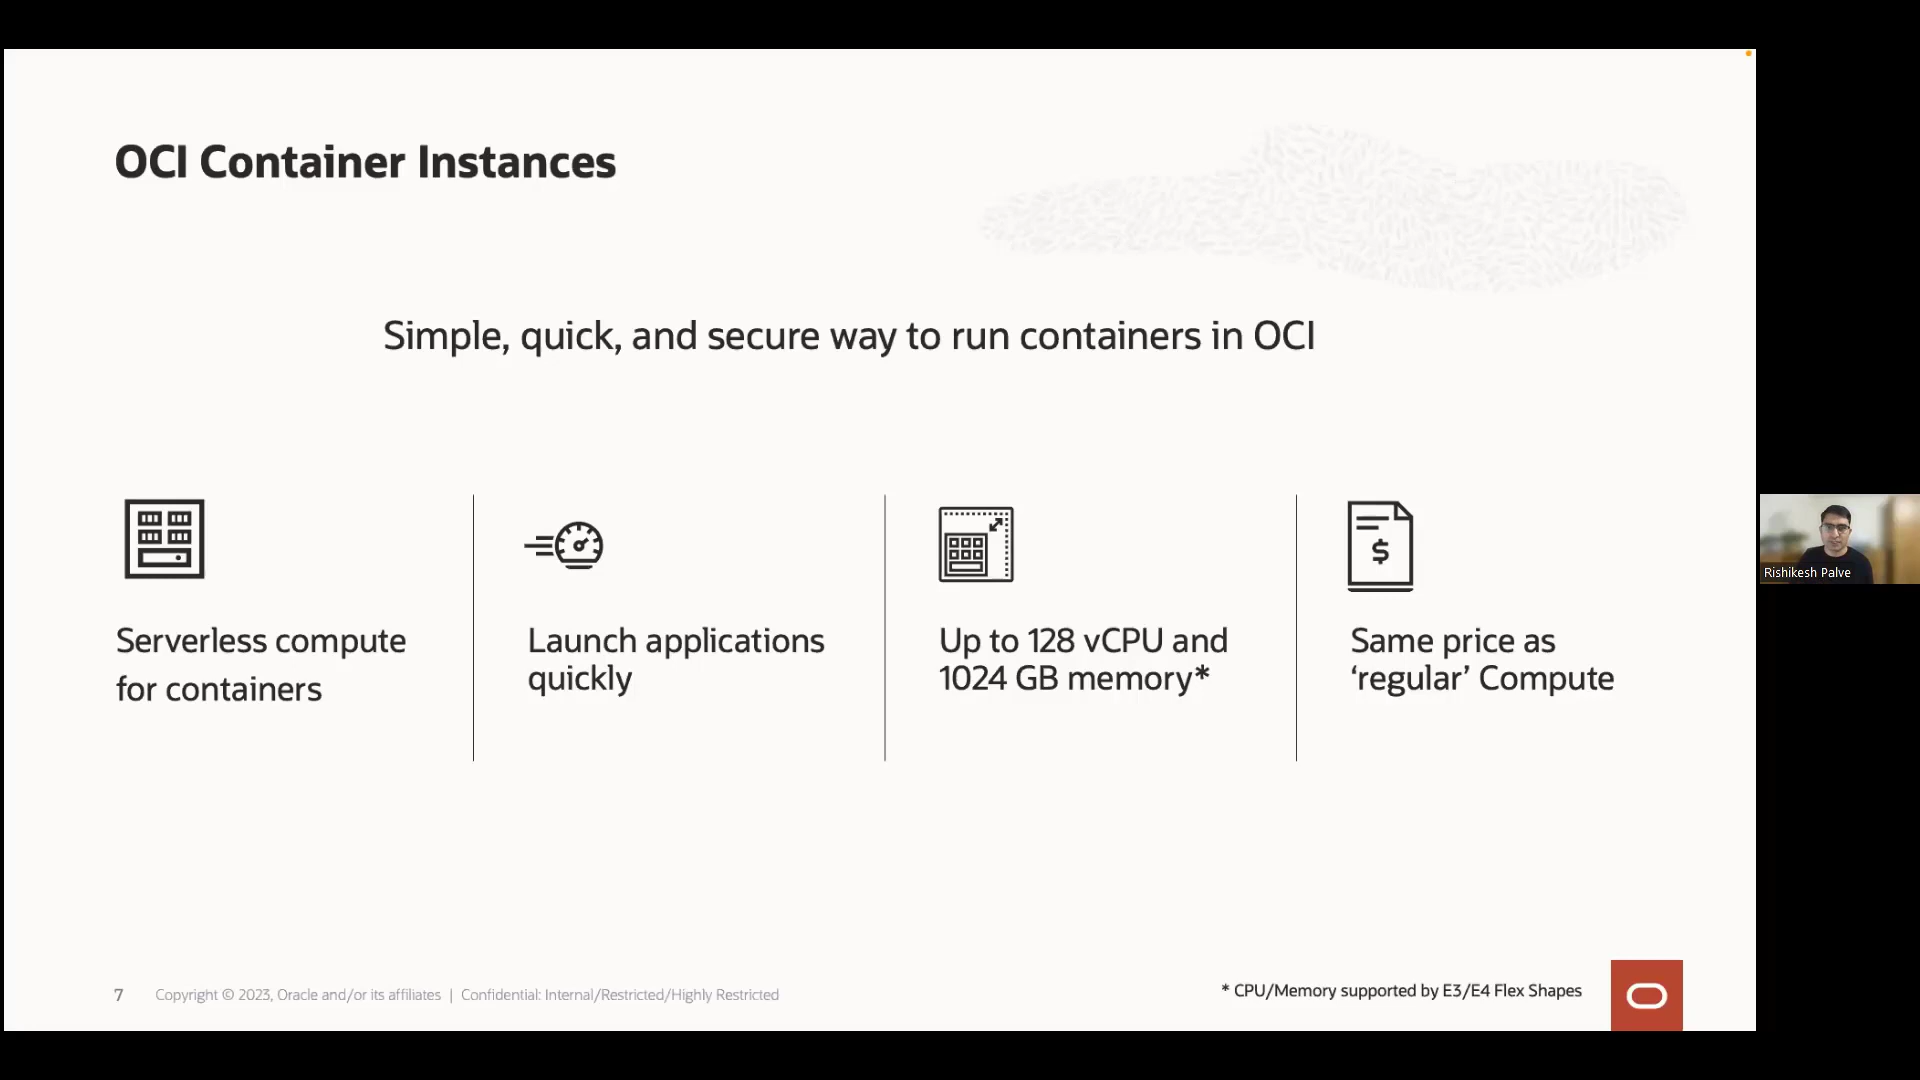 OCI Container Instances
Simple, quick, and secure way to run containers in OCI
Serverless compute
for containers
Launch applications
quickly
Up to 128 vCPU and
1024 GB memory*
Same price as
‘regular’ Compute
Rishikesh Palve
7 Copyright © 2023, Oracle and/or its affiliates | Confidential: Internal/Restricted/Highly Restricted
* CPU/Memory supported by E3/E4 Flex Shapes